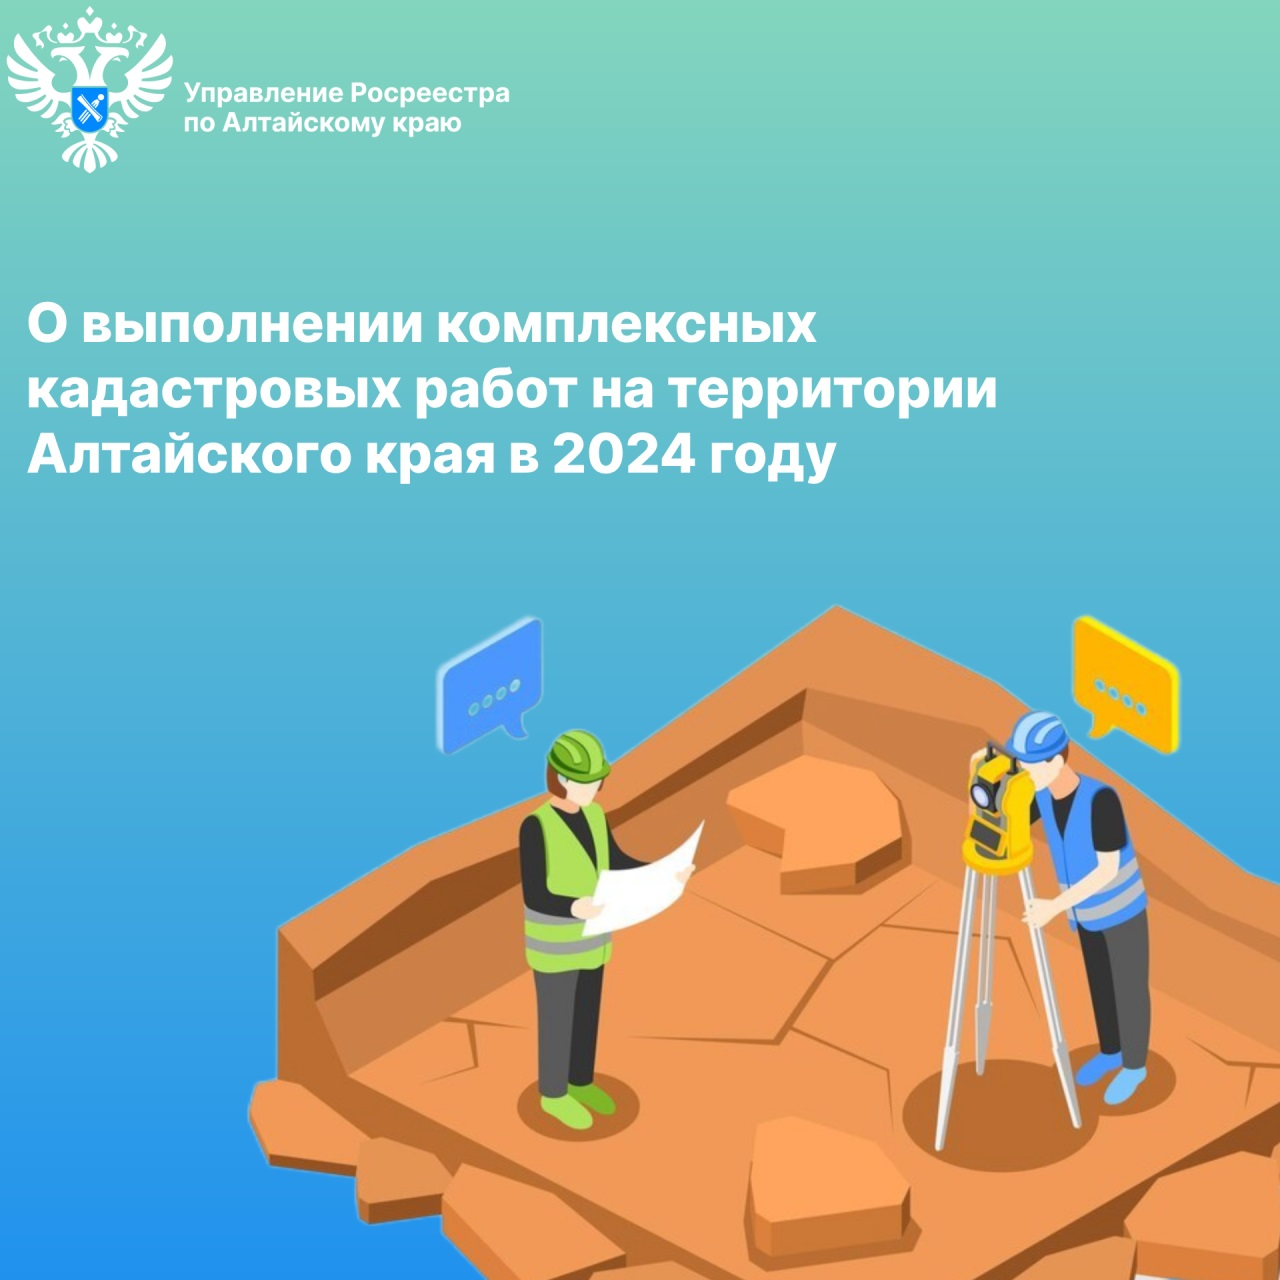 Управление Росреестра
по Алтайскому краю
О выполнении комплексных
кадастровых работ на территории
Алтайского края в 2024 году